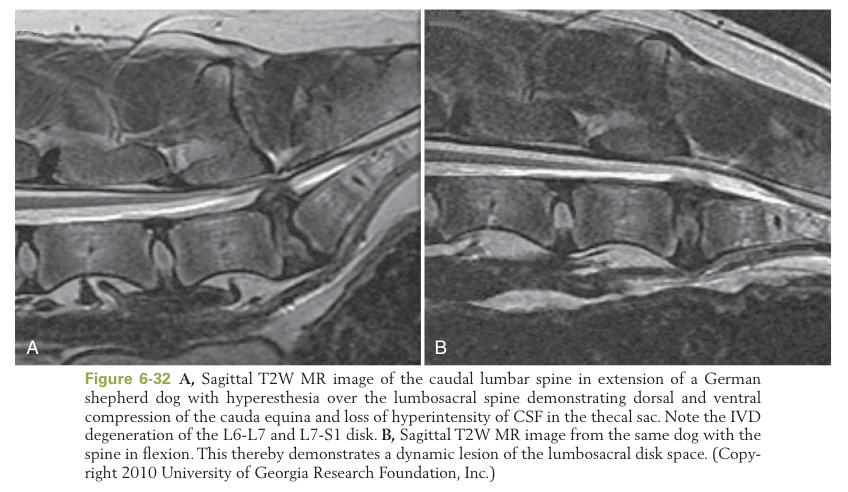 A
B
Figure 6-32 A, Sagittal T2W MR image of the caudal lumbar spine in extension of a German
shepherd dog with hyperesthesia over the lumbosacral spine demonstrating dorsal and ventral
compression of the cauda equina and loss of hyperintensity of CSF in the thecal sac. Note the IVD
degeneration of the L6-L7 and L7-S1 disk. B, Sagittal T2W MR image from the same dog with the
spine in flexion. This thereby demonstrates a dynamic lesion of the lumbosacral disk space. (Copy-
right 2010 University of Georgia Research Foundation, Inc.)